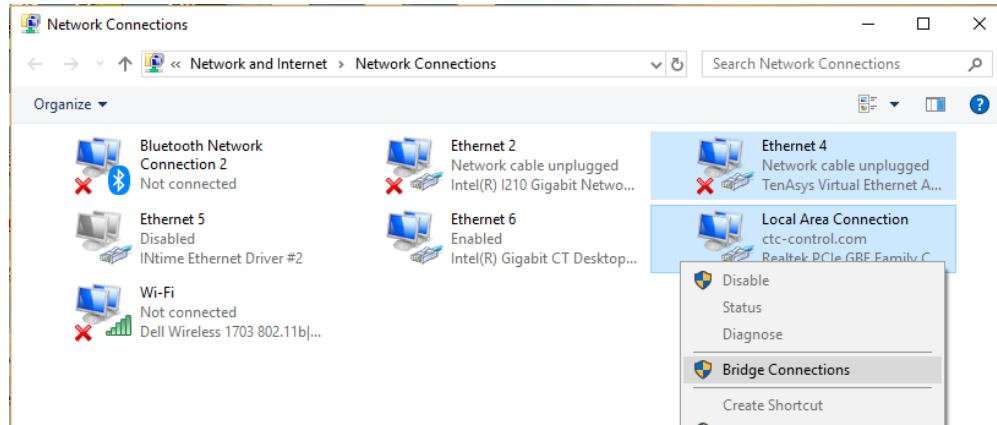 Network Connections
« Network and Internet › Network Connections
Search Network Connections
Organize
Bluetooth Network
Connection 2
Not connected
Ethernet 2
Network cable unplugged
Intel(R) I210 Gigabit Netwo...
Ethernet 4
Network cable unplugged
TenAsys Virtual Ethernet A...
Ethernet 5
Disabled
INtime Ethernet Driver #2
Ethernet 6
Enabled
Intel(R) Gigabit CT Desktop...
Local Area Connection
ctc-control.com
Realtek PCIe GBE Family C...
Wi-Fi
Not connected
Dell Wireless 1703 802.11b|...
Disable
Status
Diagnose
Bridge Connections
Create Shortcut